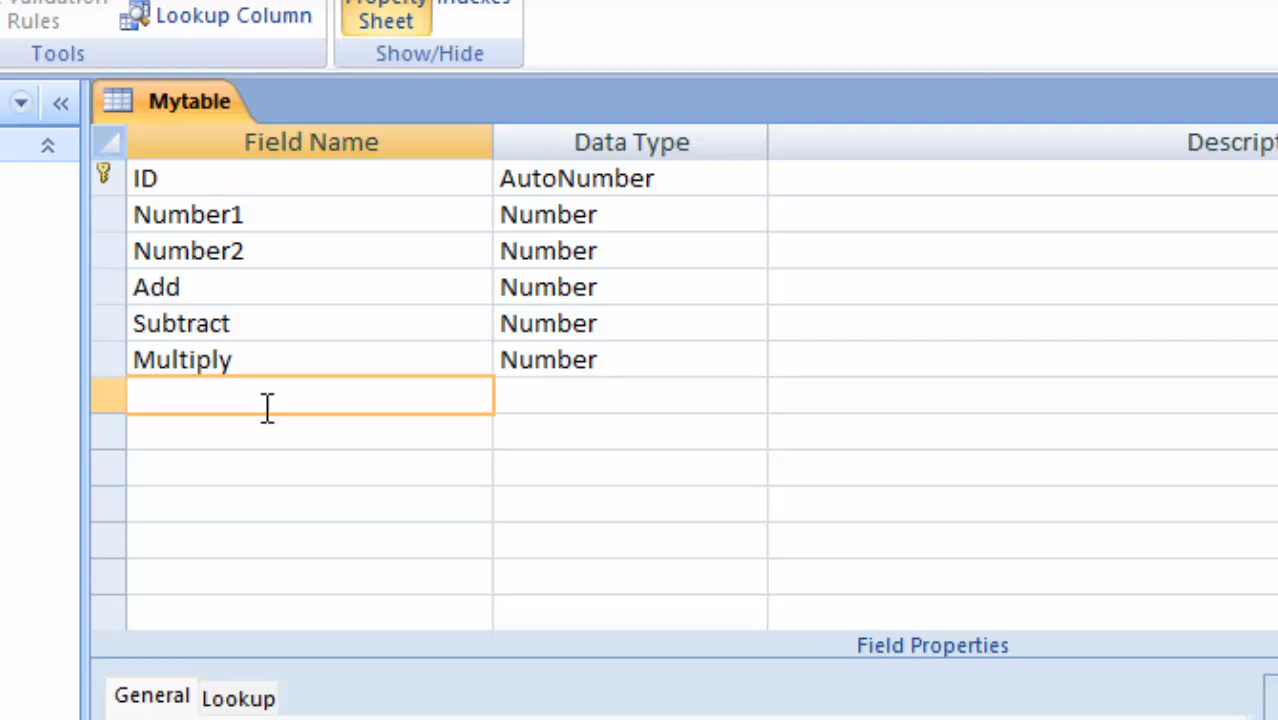 Rules
Lookup Column
Sheet
Tools
Show/Hide
Mytable
Field Name Data Type
ID AutoNumber
Number1 Number
Number2 Number
Add Number
Subtract Number
Multiply Number
Field Properties
General Lookup